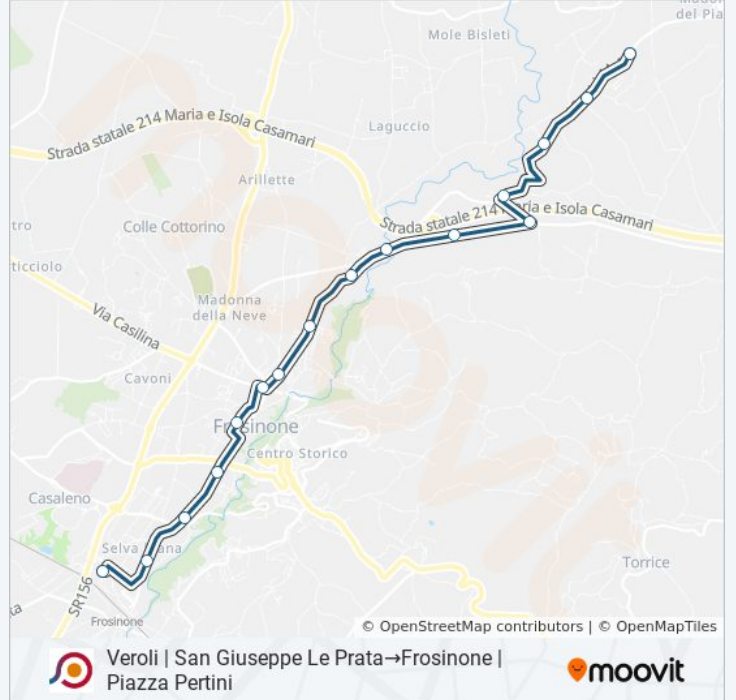 del Pia
Mole Bisleti
Laguccio
Strada statale 214 Maria e Isola Casamari
Arillette
Strada statale 214 Maria e Isola Casamari
Colle Cottorino
tro
ticciolo
Madonna
della Neve
Via Casilina
Cavoni
Frosinone
Centro Storico
Casaleno
Selva
ana
Torrice
SR156
Frosinone
© OpenStreetMap contributors | © OpenMapTiles
Veroli | San Giuseppe Le Prata→Frosinone |
Piazza Pertini
moovit